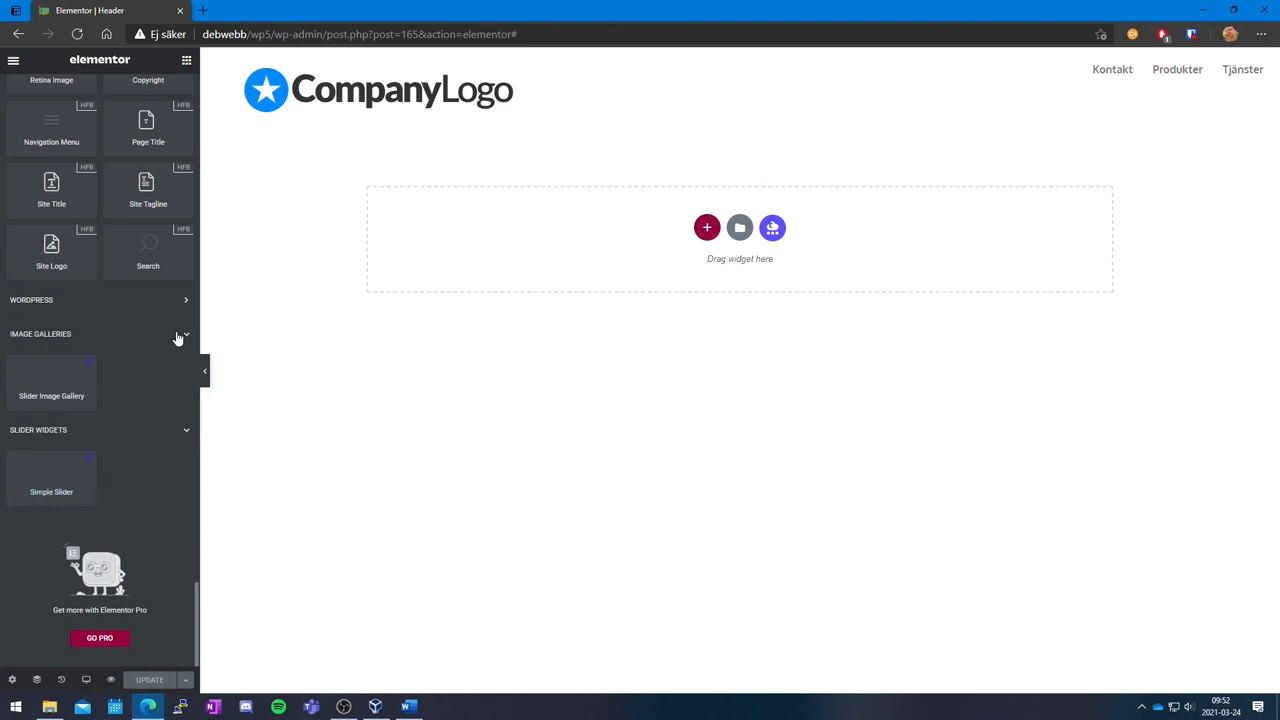 Elementor | Header
Ej säker debwebb/wp5/wp-admin/post.php?post=165&action=elementor#
1
elementor
Retina Image
Copyright
HFB
HFB
Navigation Menu
Page Title
HFB
HFB
Site Title
Site Tagline
HFB
HFB
Site Logo
Search
WORDPRESS
IMAGE GALLERIES
Slider Image Gallery
SLIDER WIDGETS
Simple Slider
Get more with Elementor Pro
GO PRO
UPDATE
CompanyLogo
Kontakt Produkter Tjänster
Drag widget here
09:52
2021-03-24